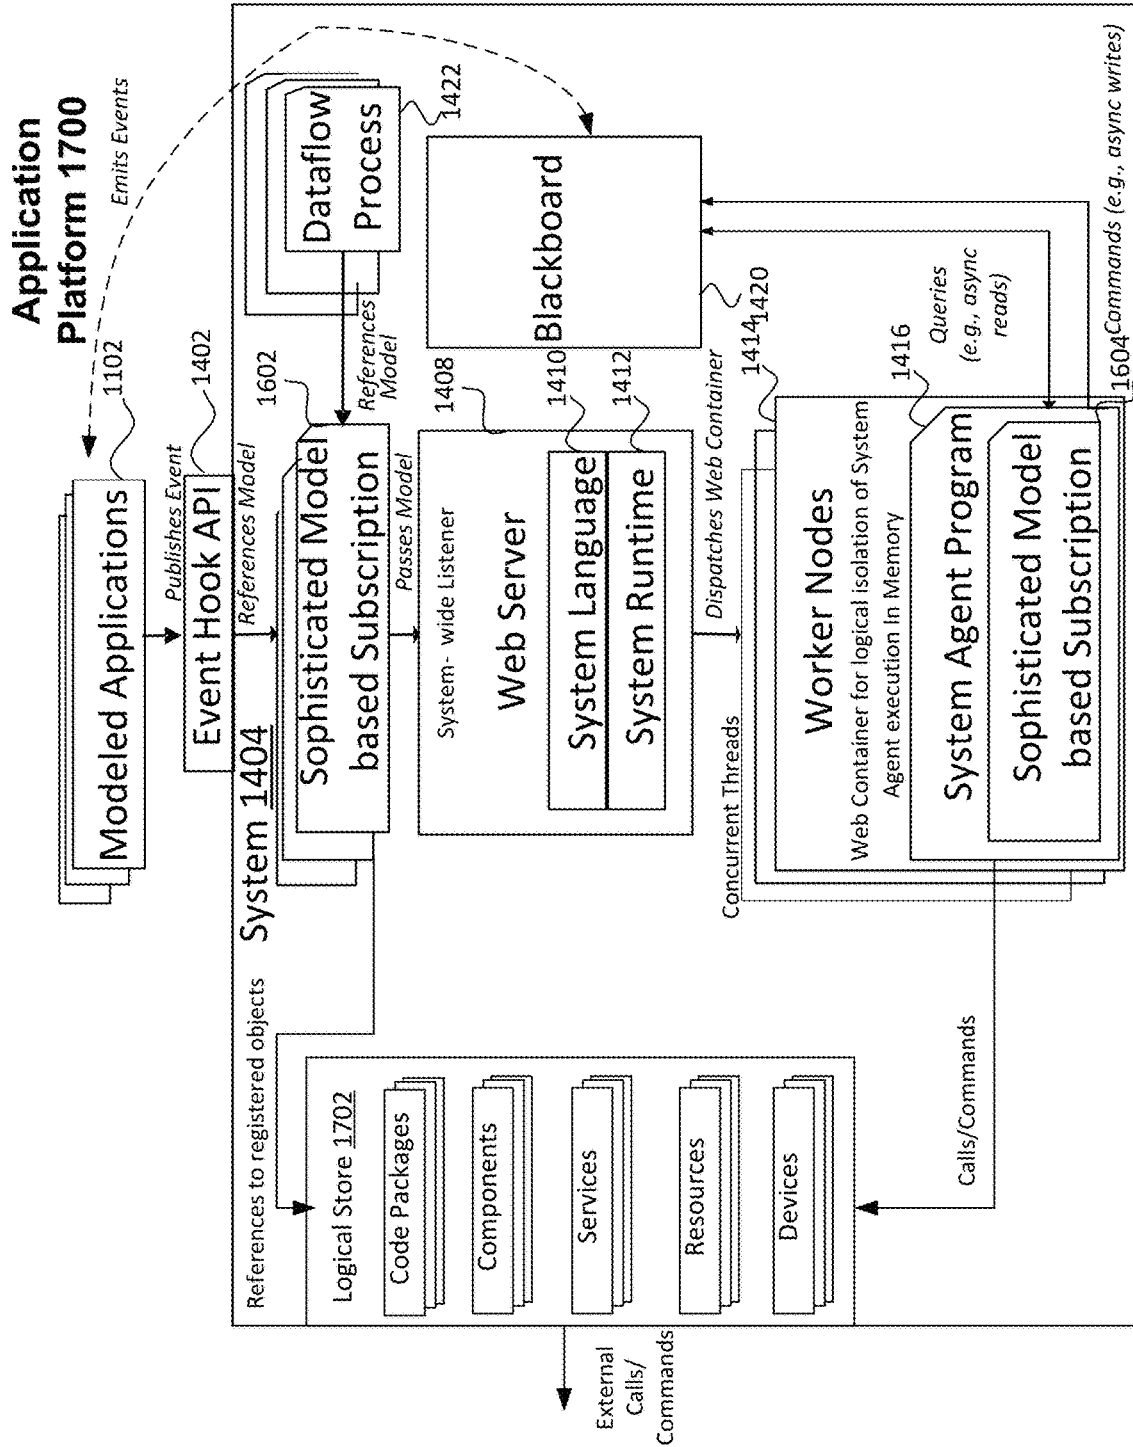 Application
Platform 1700
Emits Events
Modeled Applications
1102
Publishes Event
Event Hook API
1402
System 1404
References Model
Sophisticated Model
based Subscription
1602
References
Model
Dataflow
Process
1422
Passes Model
System- wide Listener
Web Server
1408
System Language
1410
System Runtime
1412
Blackboard
1420
Dispatches Web Container
Concurrent Threads
1414
Worker Nodes
Web Container for logical isolation of System
Agent execution In Memory
System Agent Program
1416
Sophisticated Model
based Subscription
1604
Queries
(e.g., async
reads)
Commands (e.g., async writes)
References to registered objects
Logical Store 1702
Code Packages
Components
Services
Resources
Devices
Calls/Commands
External
Calls/
Commands